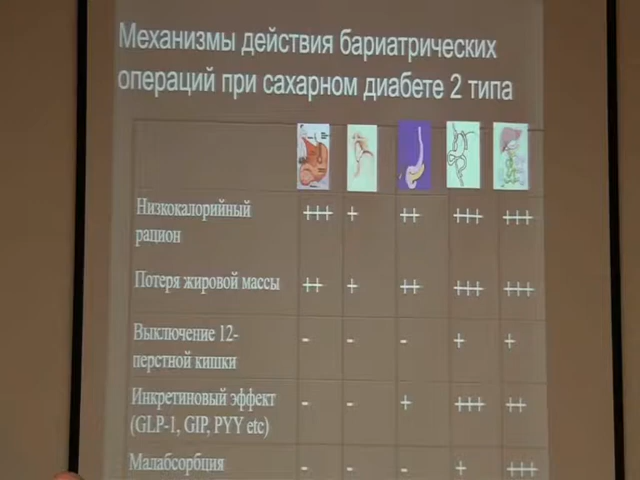 Механизмы действия бариатрических
операций при сахарном диабете 2 типа
Низкокалорийный +++ + ++ +++ +++
рацион
Потеря жировой массы ++ + ++ +++ +++
Выключение 12- - - - + +
перстной кишки
Инкретиновый эффект - - + +++ ++
(GLP-1, GIP, PYY etc)
Малабсорбция - - - + +++